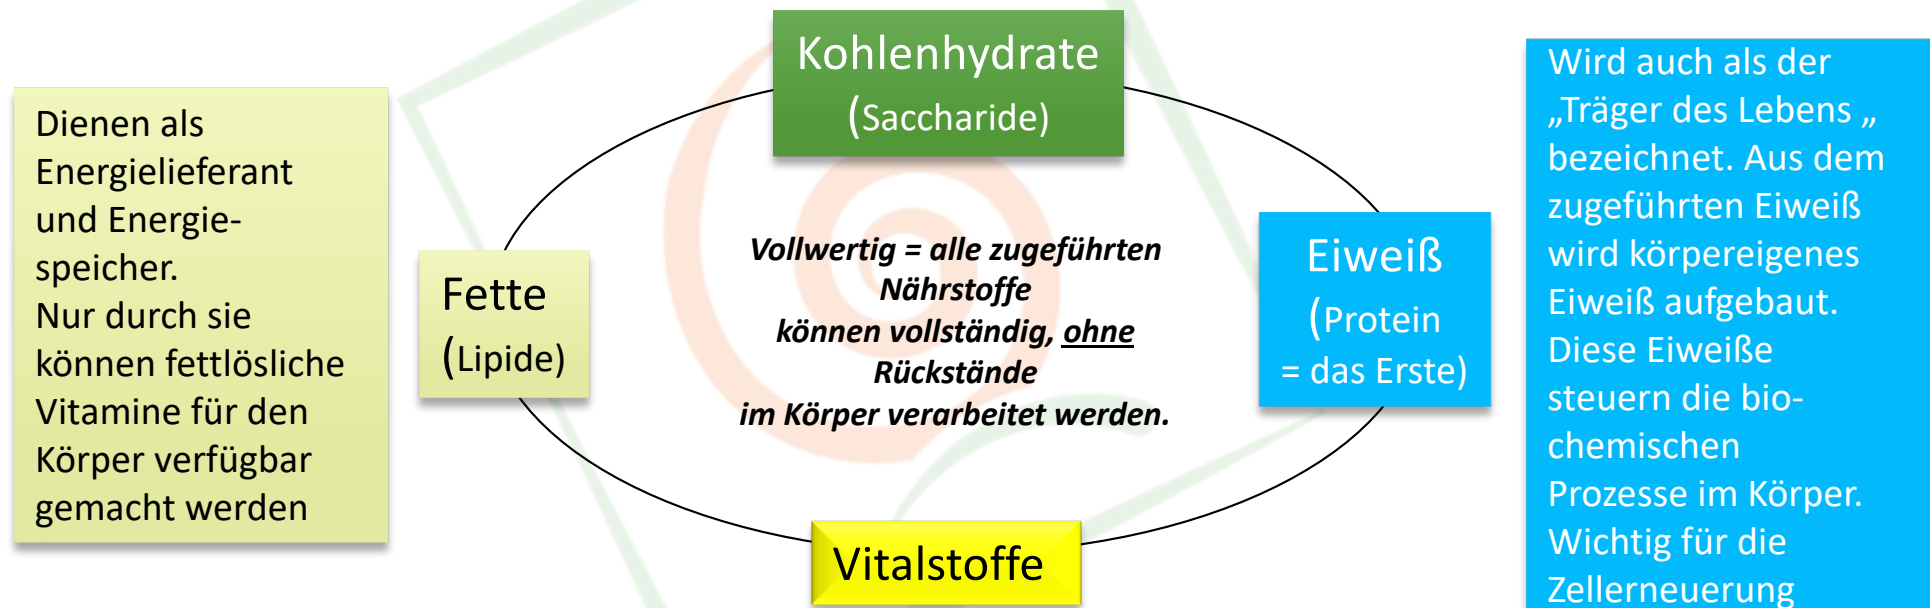 Kohlenhydrate
(Saccharide)
Dienen als
Energielieferant
und Energie-
speicher.
Nur durch sie
können fettlösliche
Vitamine für den
Körper verfügbar
gemacht werden
Fette
(Lipide)
Vollwertig = alle zugeführten
Nährstoffe
können vollständig, ohne
Rückstände
im Körper verarbeitet werden.
Eiweiß
(Protein
= das Erste)
Wird auch als der
„Träger des Lebens „
bezeichnet. Aus dem
zugeführten Eiweiß
wird körpereigenes
Eiweiß aufgebaut.
Diese Eiweiße
steuern die bio-
chemischen
Prozesse im Körper.
Wichtig für die
Zellerneuerung
Vitalstoffe